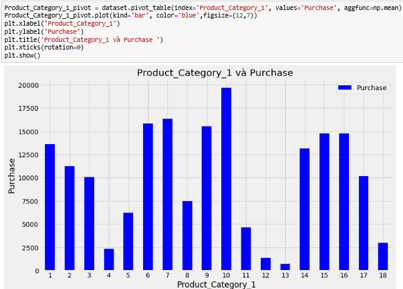 Product_Category_1_pivot = dataset.pivot_table(index='Product_Category_1', values='Purchase', aggfunc=np.mean)
Product_Category_1_pivot.plot(kind='bar', color='blue',figsize=(12,7))
plt.xlabel('Product_Category_1')
plt.ylabel('Purchase')
plt.title('Product_Category_1 và Purchase ')
plt.xticks(rotation=0)
plt.show()
Product_Category_1 và Purchase
Purchase
20000
17500
15000
12500
10000
7500
5000
2500
0
Purchase
1 2 3 4 5 6 7 8 9 10 11 12 13 14 15 16 17 18
Product_Category_1